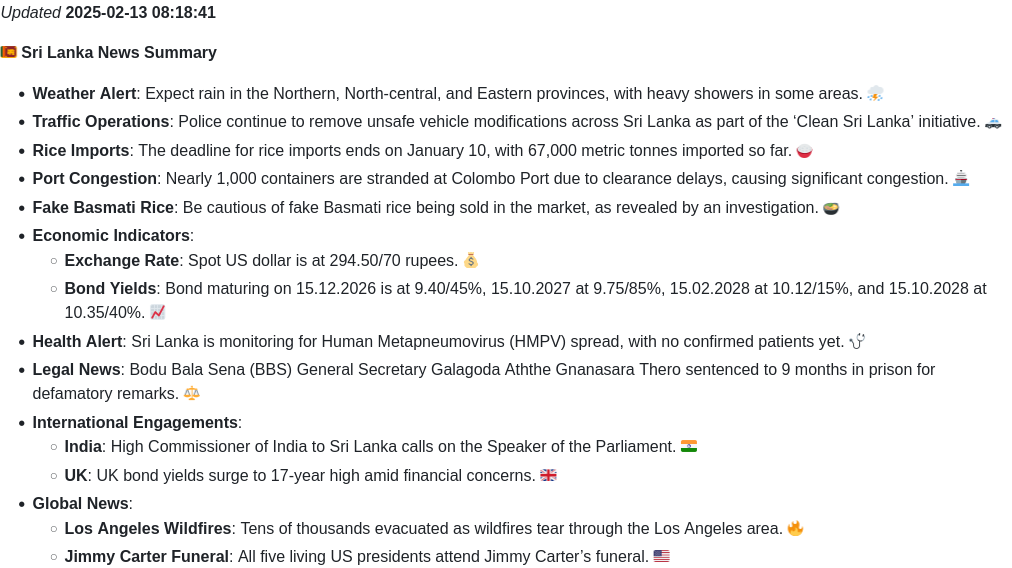 Updated 2025-02-13 08:18:41
🇱🇰 Sri Lanka News Summary
• Weather Alert: Expect rain in the Northern, North-central, and Eastern provinces, with heavy showers in some areas. ⛈️
• Traffic Operations: Police continue to remove unsafe vehicle modifications across Sri Lanka as part of the ‘Clean Sri Lanka’ initiative. 🚓
• Rice Imports: The deadline for rice imports ends on January 10, with 67,000 metric tonnes imported so far. 🍚
• Port Congestion: Nearly 1,000 containers are stranded at Colombo Port due to clearance delays, causing significant congestion. 🚢
• Fake Basmati Rice: Be cautious of fake Basmati rice being sold in the market, as revealed by an investigation. 🍛
• Economic Indicators:
○ Exchange Rate: Spot US dollar is at 294.50/70 rupees. 💰
○ Bond Yields: Bond maturing on 15.12.2026 is at 9.40/45%, 15.10.2027 at 9.75/85%, 15.02.2028 at 10.12/15%, and 15.10.2028 at
10.35/40%. 📈
• Health Alert: Sri Lanka is monitoring for Human Metapneumovirus (HMPV) spread, with no confirmed patients yet. 🩺
• Legal News: Bodu Bala Sena (BBS) General Secretary Galagoda Aththe Gnanasara Thero sentenced to 9 months in prison for
defamatory remarks. ⚖️
• International Engagements:
○ India: High Commissioner of India to Sri Lanka calls on the Speaker of the Parliament. 🇮🇳
○ UK: UK bond yields surge to 17-year high amid financial concerns. 🇬🇧
• Global News:
○ Los Angeles Wildfires: Tens of thousands evacuated as wildfires tear through the Los Angeles area. 🔥
○ Jimmy Carter Funeral: All five living US presidents attend Jimmy Carter’s funeral. 🇺🇸